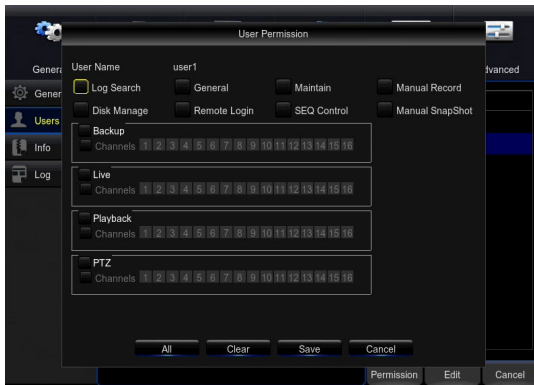 User Permission
User Name user1
Log Search General Maintain Manual Record
Disk Manage Remote Login SEQ Control Manual SnapShot
Backup
Channels 1 2 3 4 5 6 7 8 9 10 11 12 13 14 15 16
Live
Channels 1 2 3 4 5 6 7 8 9 10 11 12 13 14 15 16
Playback
Channels 1 2 3 4 5 6 7 8 9 10 11 12 13 14 15 16
PTZ
Channels 1 2 3 4 5 6 7 8 9 10 11 12 13 14 15 16
All Clear Save Cancel
Genera
dvanced
Gener
Users
Info
Log
Permission Edit Cancel